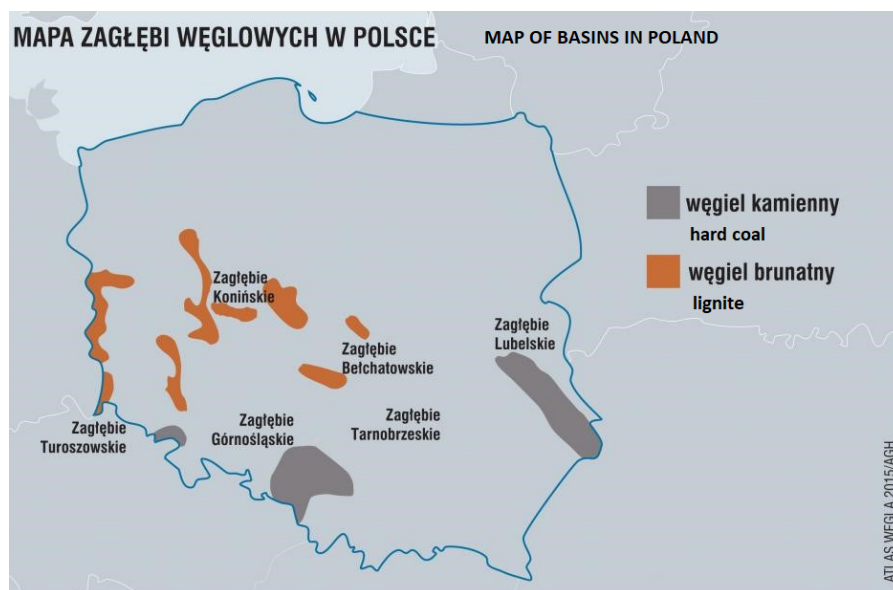 MAPA ZAGŁĘBI WĘGLOWYCH W POLSCE
MAP OF BASINS IN POLAND
węgiel kamienny
hard coal
węgiel brunatny
lignite
Zagłębie
Konińskie
Zagłębie
Lubelskie
Zagłębie
Bełchatowskie
Zagłębie
Turoszowskie
Zagłębie
Górnośląskie
Zagłębie
Tarnobrzeskie
ATLAS WĘGLA 2015/AGH